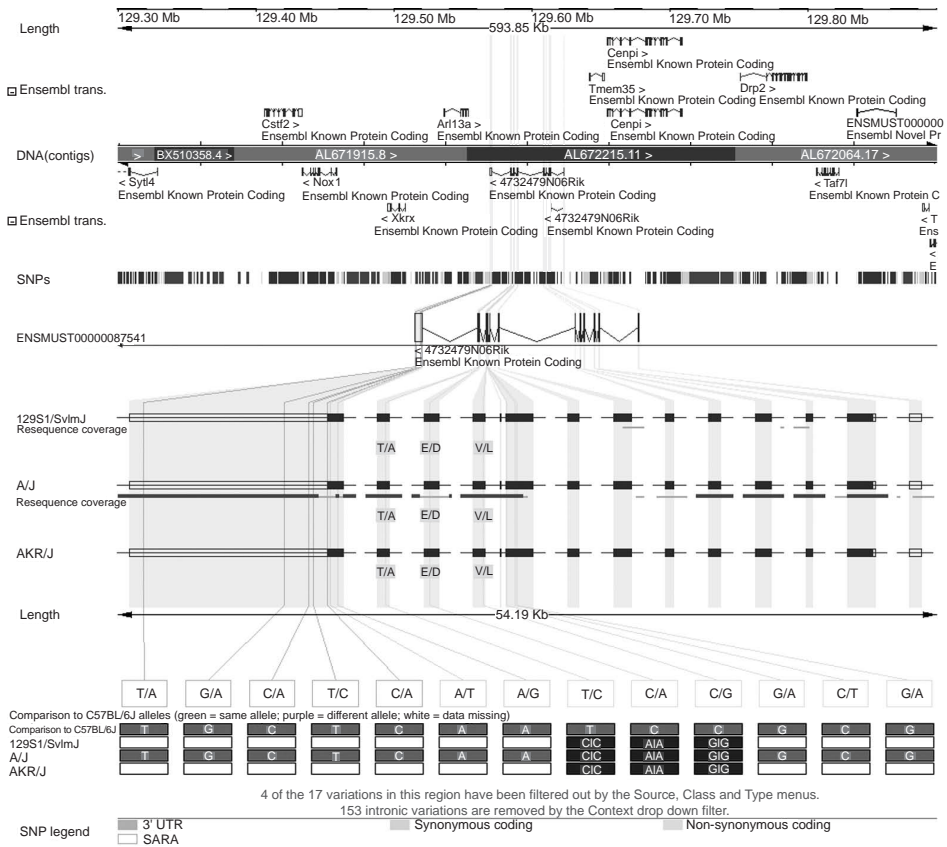 129.30 Mb 129.40 Mb 129.50 Mb 129.60 Mb 129.70 Mb 129.80 Mb
Length 593.85 Kb
Cenpi >
Ensembl Known Protein Coding
Ensembl trans.
Tmem35 > Drp2 >
Ensembl Known Protein Coding Ensembl Known Protein Coding
Cstf2 > Arl13a > Cenpi > ENSMUST000000
Ensembl Known Protein Coding Ensembl Known Protein Coding Ensembl Known Protein Coding Ensembl Novel Pr
DNA(contigs) > BX510358.4 > AL671915.8 > AL672215.11 > AL672064.17 >
< Sytl4 < Nox1 < 4732479N06Rik < Taf7l
Ensembl Known Protein Coding Ensembl Known Protein Coding Ensembl Known Protein Coding Ensembl Known Protein C
Ensembl trans.
< Xkrx < 4732479N06Rik < T
Ensembl Known Protein Coding Ensembl Known Protein Coding Ens
<
E
SNPs
ENSMUST00000087541
< 4732479N06Rik
Ensembl Known Protein Coding
129S1/SvlmJ
Resequence coverage
T/A E/D V/L
A/J
Resequence coverage
T/A E/D V/L
AKR/J
T/A E/D V/L
Length 54.19 Kb
T/A G/A C/A T/C C/A A/T A/G T/C C/A C/G G/A C/T G/A
Comparison to C57BL/6J alleles (green = same allele; purple = different allele; white = data missing)
Comparison to C57BL/6J T G C T C A A T C C G C G
129S1/SvlmJ C|C A|A G|G
A/J T G C T C A A C|C A|A G|G G C G
AKR/J C|C A|A G|G
4 of the 17 variations in this region have been filtered out by the Source, Class and Type menus.
153 intronic variations are removed by the Context drop down filter.
SNP legend 3' UTR Synonymous coding Non-synonymous coding
SARA